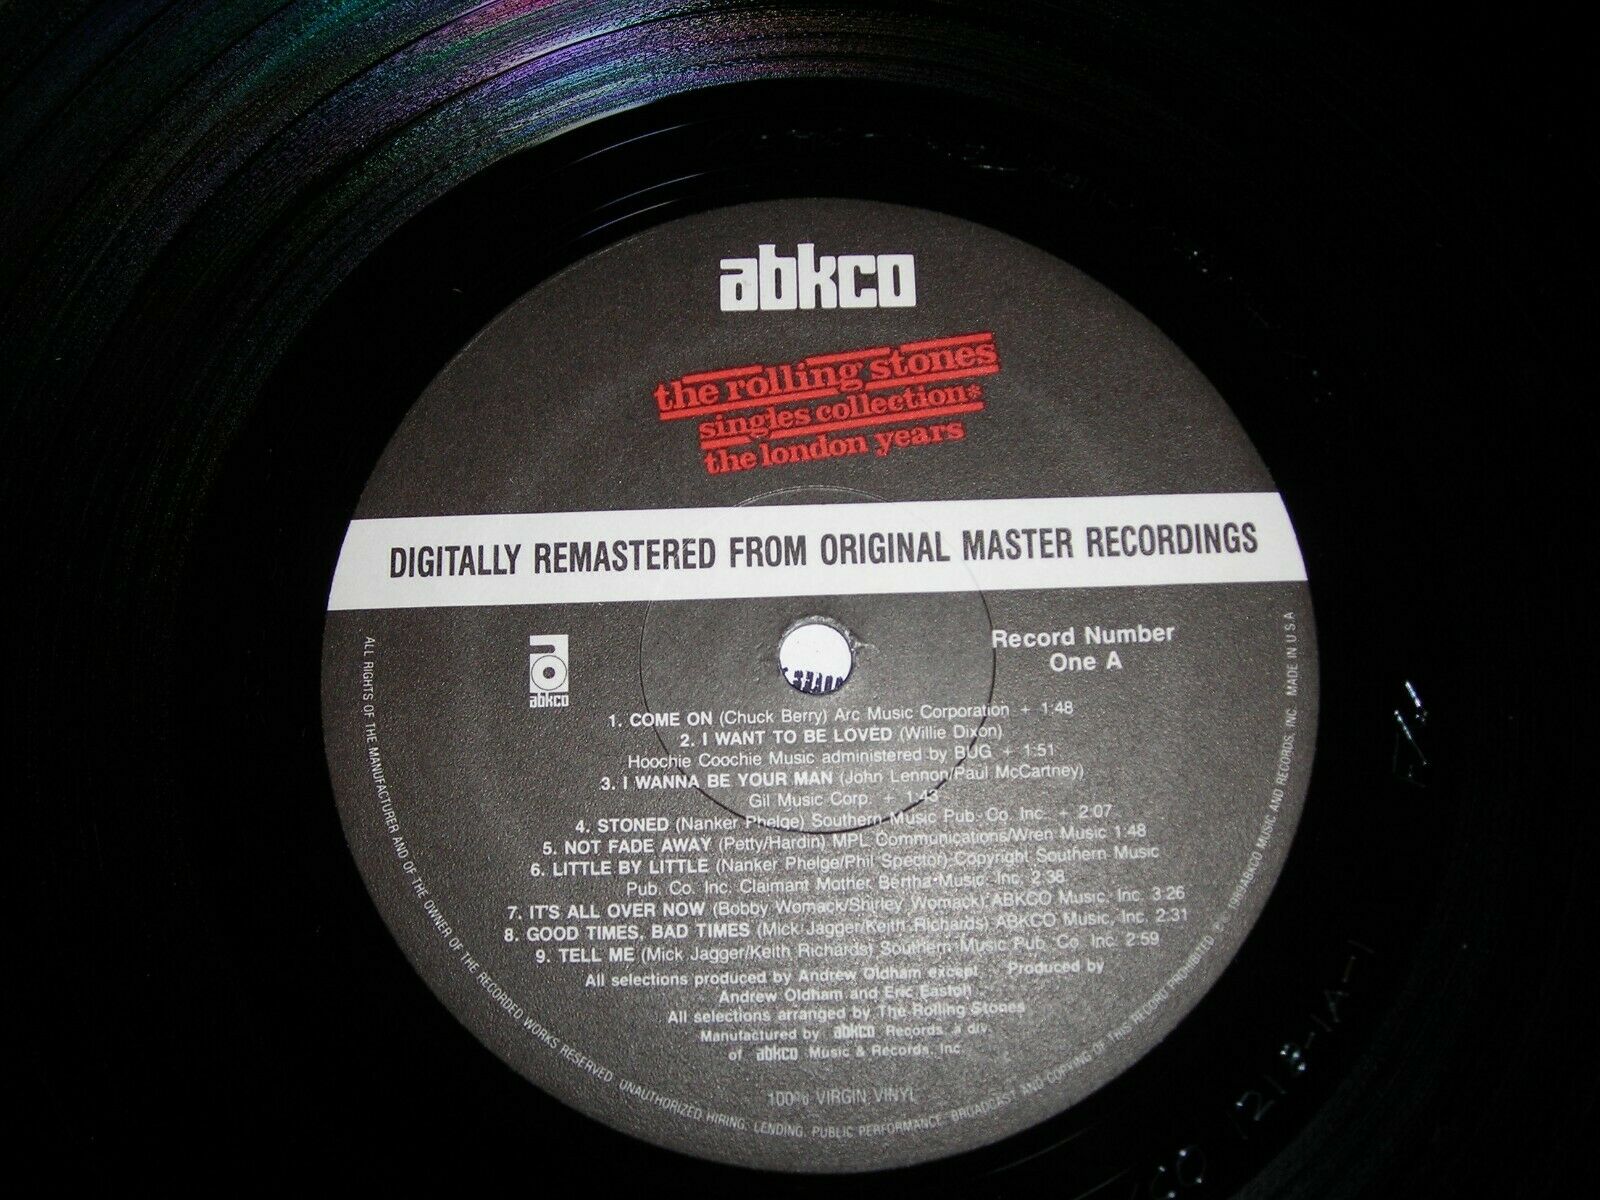 abkco
the rolling stones
singles collection*
the london years
DIGITALLY REMASTERED FROM ORIGINAL MASTER RECORDINGS
abkco
Record Number
One A
1. COME ON (Chuck Berry) Arc Music Corporation + 1:48
2. I WANT TO BE LOVED (Willie Dixon)
Hoochie Coochie Music administered by BUG + 1:51
3. I WANNA BE YOUR MAN (John Lennon/Paul McCartney)
Gil Music Corp. + 1:43
4. STONED (Nanker Phelge) Southern Music Pub. Co. Inc. + 2:07
5. NOT FADE AWAY (Petty/Hardin) MPL Communications/Wren Music 1:48
6. LITTLE BY LITTLE (Nanker Phelge/Phil Spector) Copyright Southern Music
Pub. Co. Inc. Claimant Mother Bertha Music, Inc. 2:38
7. IT'S ALL OVER NOW (Bobby Womack/Shirley Womack) ABKCO Music, Inc. 3:26
8. GOOD TIMES, BAD TIMES (Mick Jagger/Keith Richards) ABKCO Music, Inc. 2:31
9. TELL ME (Mick Jagger/Keith Richards) Southern Music Pub. Co. Inc. 2:59
All selections produced by Andrew Oldham except + Produced by
Andrew Oldham and Eric Easton
All selections arranged by The Rolling Stones
Manufactured by abkco Records, a div.
of abkco Music & Records, Inc.
100% VIRGIN VINYL
ALL RIGHTS OF THE MANUFACTURER AND OF THE OWNER OF THE RECORDED WORKS RESERVED. UNAUTHORIZED HIRING, LENDING, PUBLIC PERFORMANCE, BROADCAST AND COPYING OF THIS RECORD PROHIBITED. ℗ © 1989 ABKCO MUSIC AND RECORDS, INC. MADE IN U.S.A.
1218-1A-1